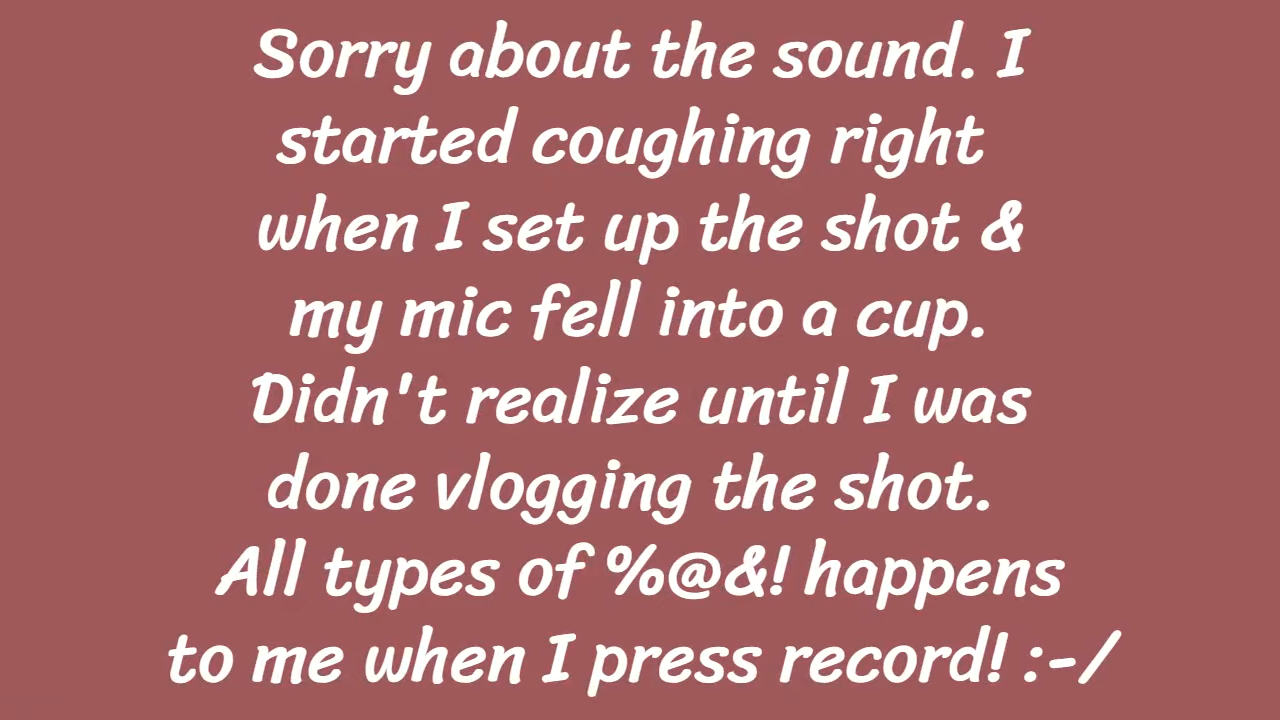 Sorry about the sound. I
started coughing right
when I set up the shot &
my mic fell into a cup.
Didn't realize until I was
done vlogging the shot.
All types of %@&! happens
to me when I press record! :-/